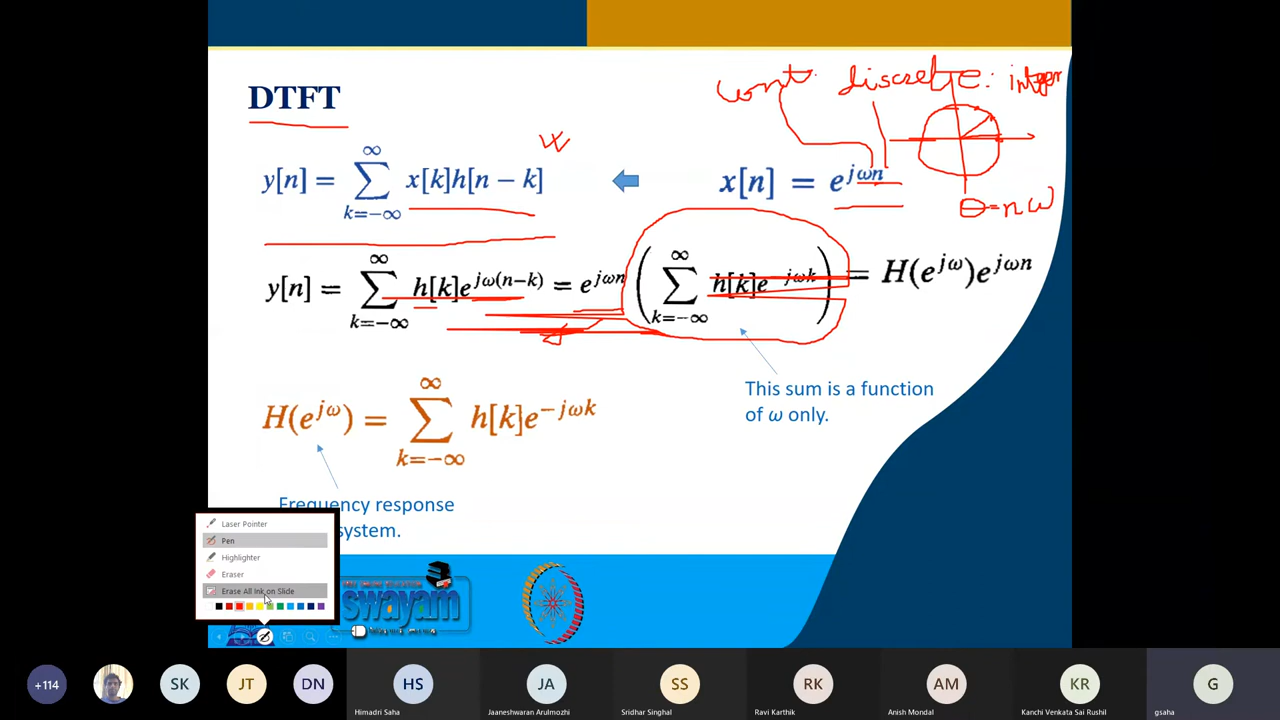 cont. discrete: integer
DTFT
ω
y[n] = ∑_{k=−∞}^{∞} x[k]h[n − k]
x[n] = e^{jωn}
θ = nω
y[n] = ∑_{k=−∞}^{∞} h[k]e^{jω(n−k)} = e^{jωn} ( ∑_{k=−∞}^{∞} h[k]e^{−jωk} ) = H(e^{jω})e^{jωn}
This sum is a function
of ω only.
H(e^{jω}) = ∑_{k=−∞}^{∞} h[k]e^{−jωk}
Frequency response
system.
Laser Pointer
Pen
Highlighter
Eraser
Erase All Ink on Slide
swayam
+114
SK
JT
DN
HS
Himadri Saha
JA
Jaaneshwaran Arulmozhi
SS
Sridhar Singhal
RK
Ravi Karthik
AM
Anish Mondal
KR
Kanchi Venkata Sai Rushil
G
gsaha